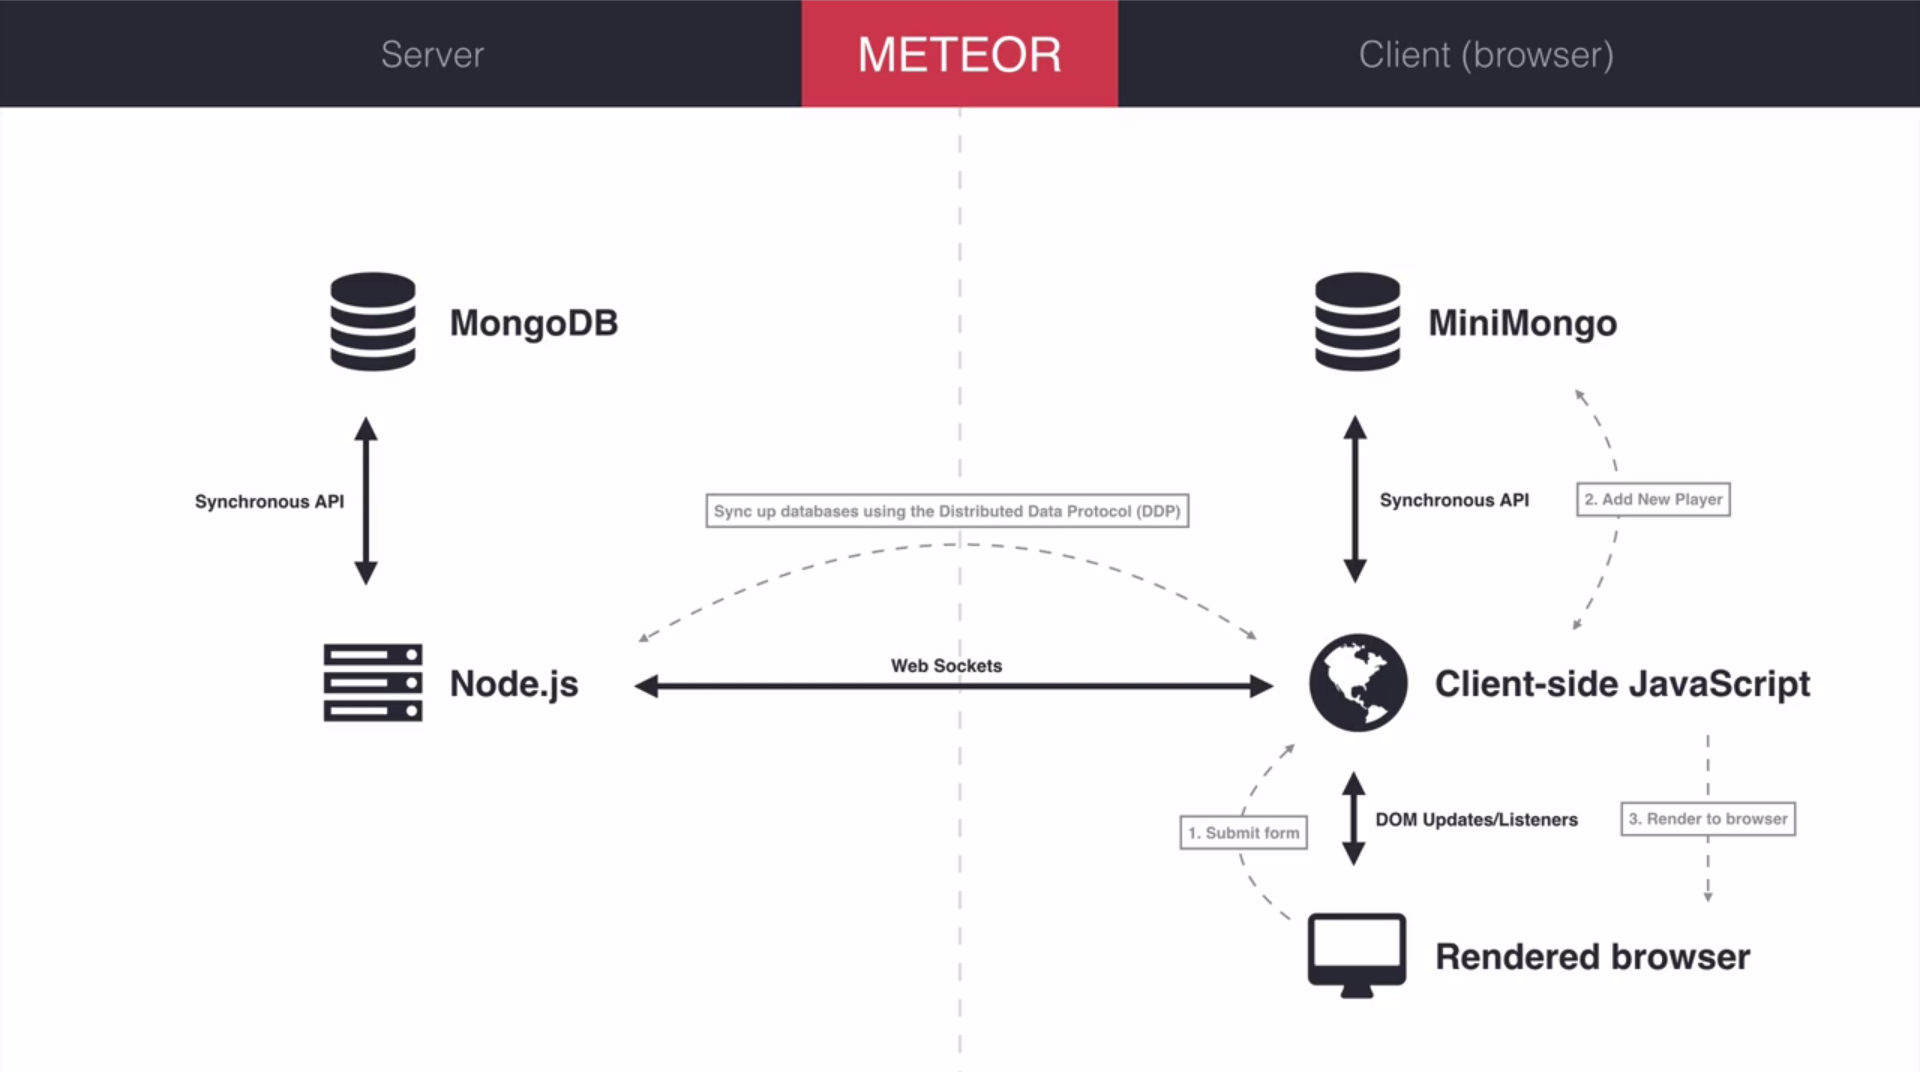 Server
METEOR
Client (browser)
MongoDB
MiniMongo
Synchronous API
Sync up databases using the Distributed Data Protocol (DDP)
Synchronous API
2. Add New Player
Node.js
Web Sockets
Client-side JavaScript
1. Submit form
DOM Updates/Listeners
3. Render to browser
Rendered browser